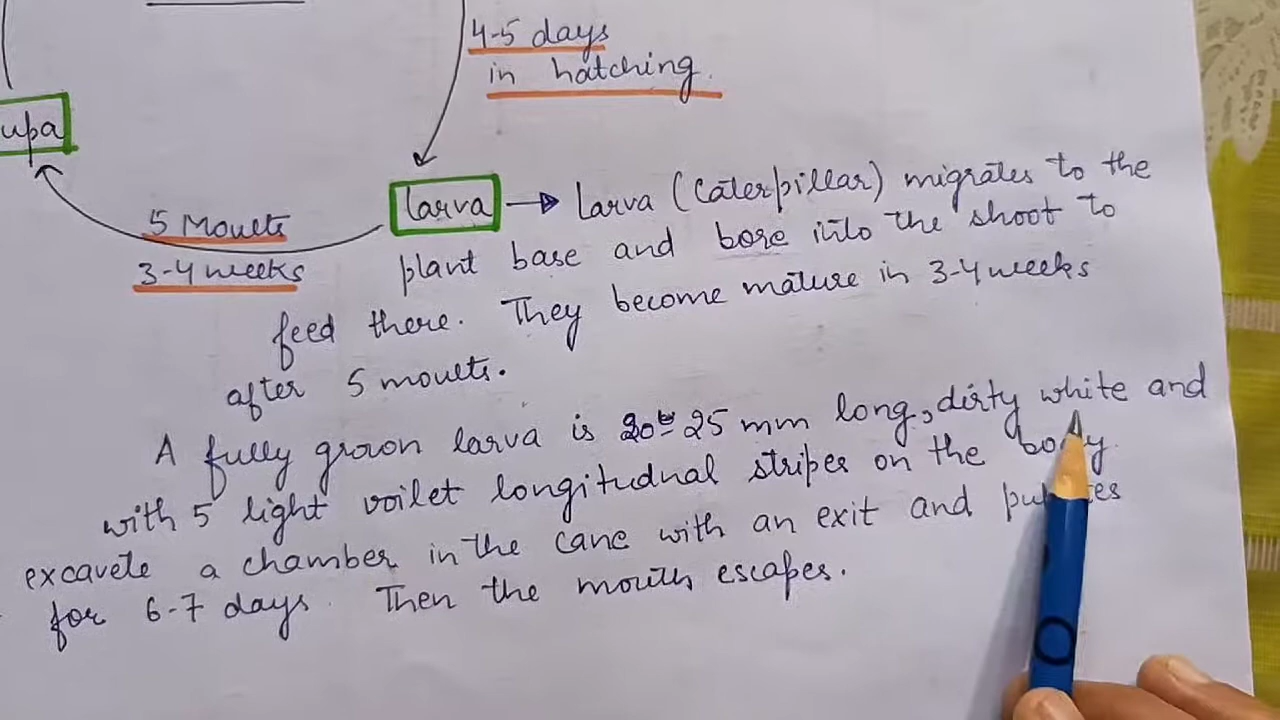 4-5 days
in hatching.
upa
larva → larva (caterpillar) migrates to the
5 Moults
plant base and bore into the shoot to
3-4 weeks
feed there. They become mature in 3-4 weeks
after 5 moults.
A fully grown larva is 20 to 25 mm long, dirty white and
with 5 light voilet longitudnal stripes on the body.
excavete a chamber in the cane with an exit and
for 6-7 days. Then the mouth escapes.